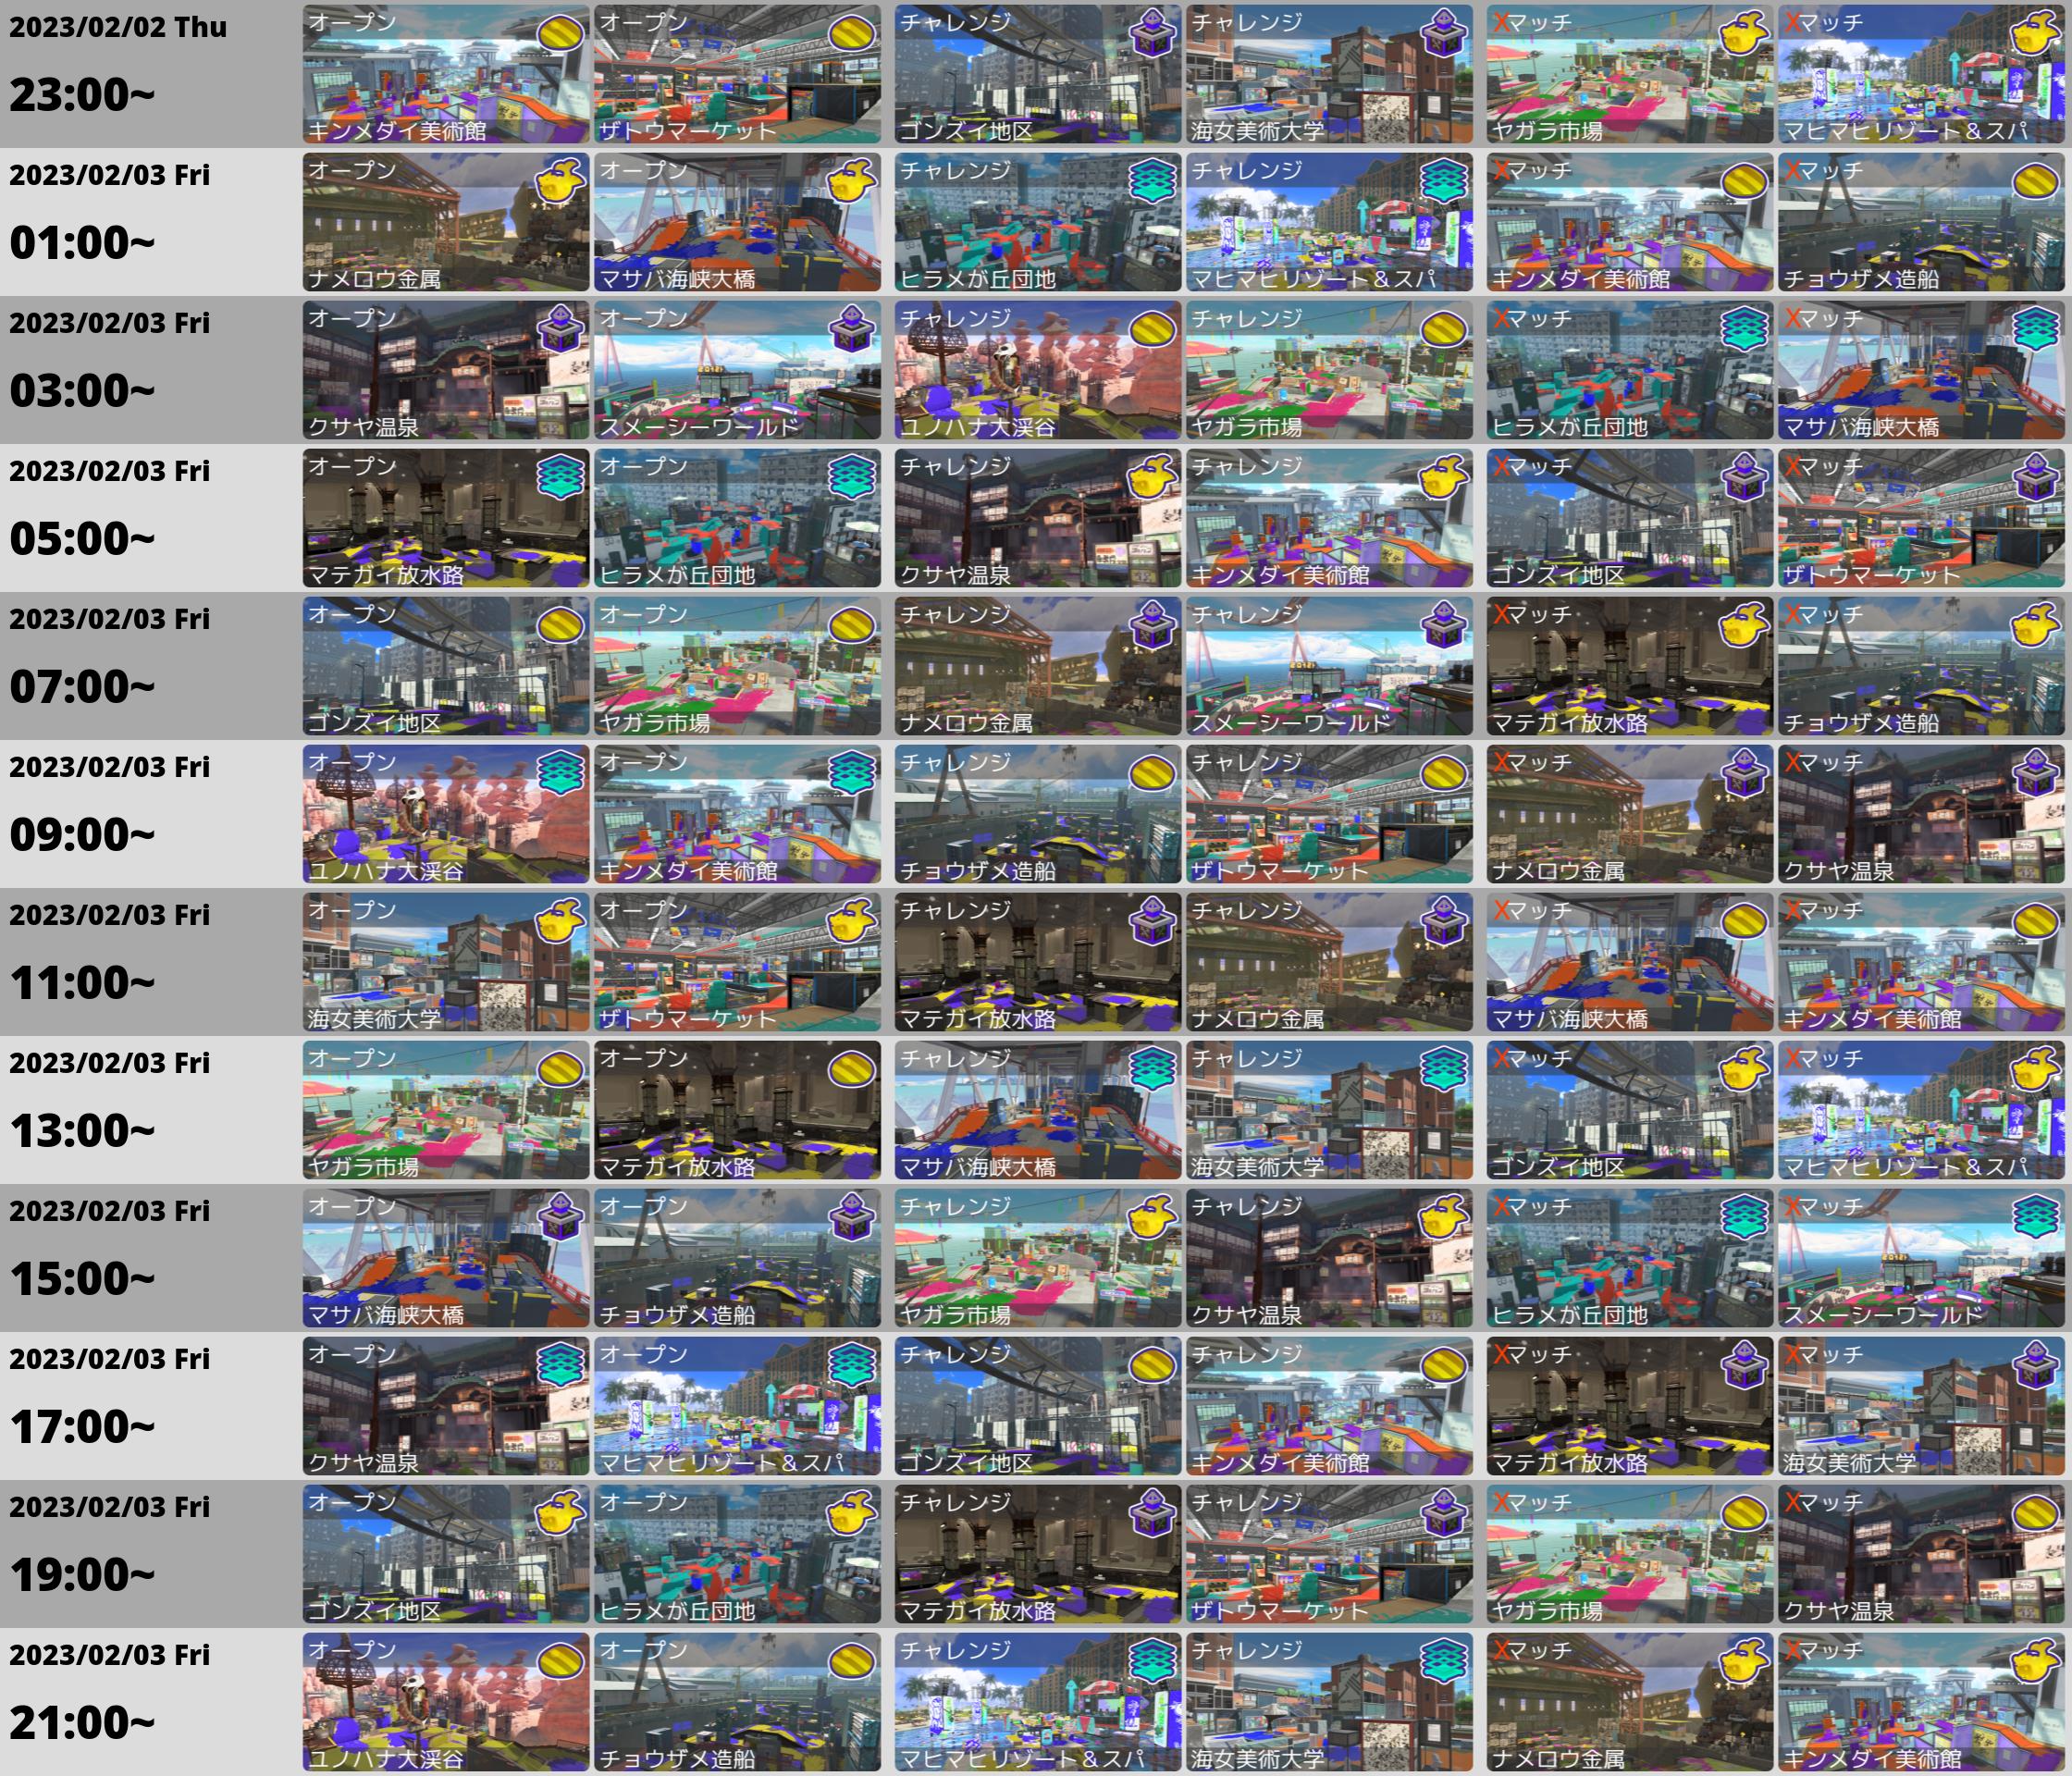 2023/02/02 Thu
23:00~
オープン オープン チャレンジ チャレンジ Xマッチ Xマッチ
キンメダイ美術館 ザトウマーケット ゴンズイ地区 海女美術大学 ヤガラ市場 マヒマヒリゾート&スパ
2023/02/03 Fri
01:00~
オープン オープン チャレンジ チャレンジ Xマッチ Xマッチ
ナメロウ金属 マサバ海峡大橋 ヒラメが丘団地 マヒマヒリゾート&スパ キンメダイ美術館 チョウザメ造船
2023/02/03 Fri
03:00~
オープン オープン チャレンジ チャレンジ Xマッチ Xマッチ
クサヤ温泉 スメーシーワールド ユノハナ大渓谷 ヤガラ市場 ヒラメが丘団地 マサバ海峡大橋
2023/02/03 Fri
05:00~
オープン オープン チャレンジ チャレンジ Xマッチ Xマッチ
マテガイ放水路 ヒラメが丘団地 クサヤ温泉 キンメダイ美術館 ゴンズイ地区 ザトウマーケット
2023/02/03 Fri
07:00~
オープン オープン チャレンジ チャレンジ Xマッチ Xマッチ
ゴンズイ地区 ヤガラ市場 ナメロウ金属 スメーシーワールド マテガイ放水路 チョウザメ造船
2023/02/03 Fri
09:00~
オープン オープン チャレンジ チャレンジ Xマッチ Xマッチ
ユノハナ大渓谷 キンメダイ美術館 チョウザメ造船 ザトウマーケット ナメロウ金属 クサヤ温泉
2023/02/03 Fri
11:00~
オープン オープン チャレンジ チャレンジ Xマッチ Xマッチ
海女美術大学 ザトウマーケット マテガイ放水路 ナメロウ金属 マサバ海峡大橋 キンメダイ美術館
2023/02/03 Fri
13:00~
オープン オープン チャレンジ チャレンジ Xマッチ Xマッチ
ヤガラ市場 マテガイ放水路 マサバ海峡大橋 海女美術大学 ゴンズイ地区 マヒマヒリゾート&スパ
2023/02/03 Fri
15:00~
オープン オープン チャレンジ チャレンジ Xマッチ Xマッチ
マサバ海峡大橋 チョウザメ造船 ヤガラ市場 クサヤ温泉 ヒラメが丘団地 スメーシーワールド
2023/02/03 Fri
17:00~
オープン オープン チャレンジ チャレンジ Xマッチ Xマッチ
クサヤ温泉 マヒマヒリゾート&スパ ゴンズイ地区 キンメダイ美術館 マテガイ放水路 海女美術大学
2023/02/03 Fri
19:00~
オープン オープン チャレンジ チャレンジ Xマッチ Xマッチ
ゴンズイ地区 ヒラメが丘団地 マテガイ放水路 ザトウマーケット ヤガラ市場 クサヤ温泉
2023/02/03 Fri
21:00~
オープン オープン チャレンジ チャレンジ Xマッチ Xマッチ
ユノハナ大渓谷 チョウザメ造船 マヒマヒリゾート&スパ 海女美術大学 ナメロウ金属 キンメダイ美術館